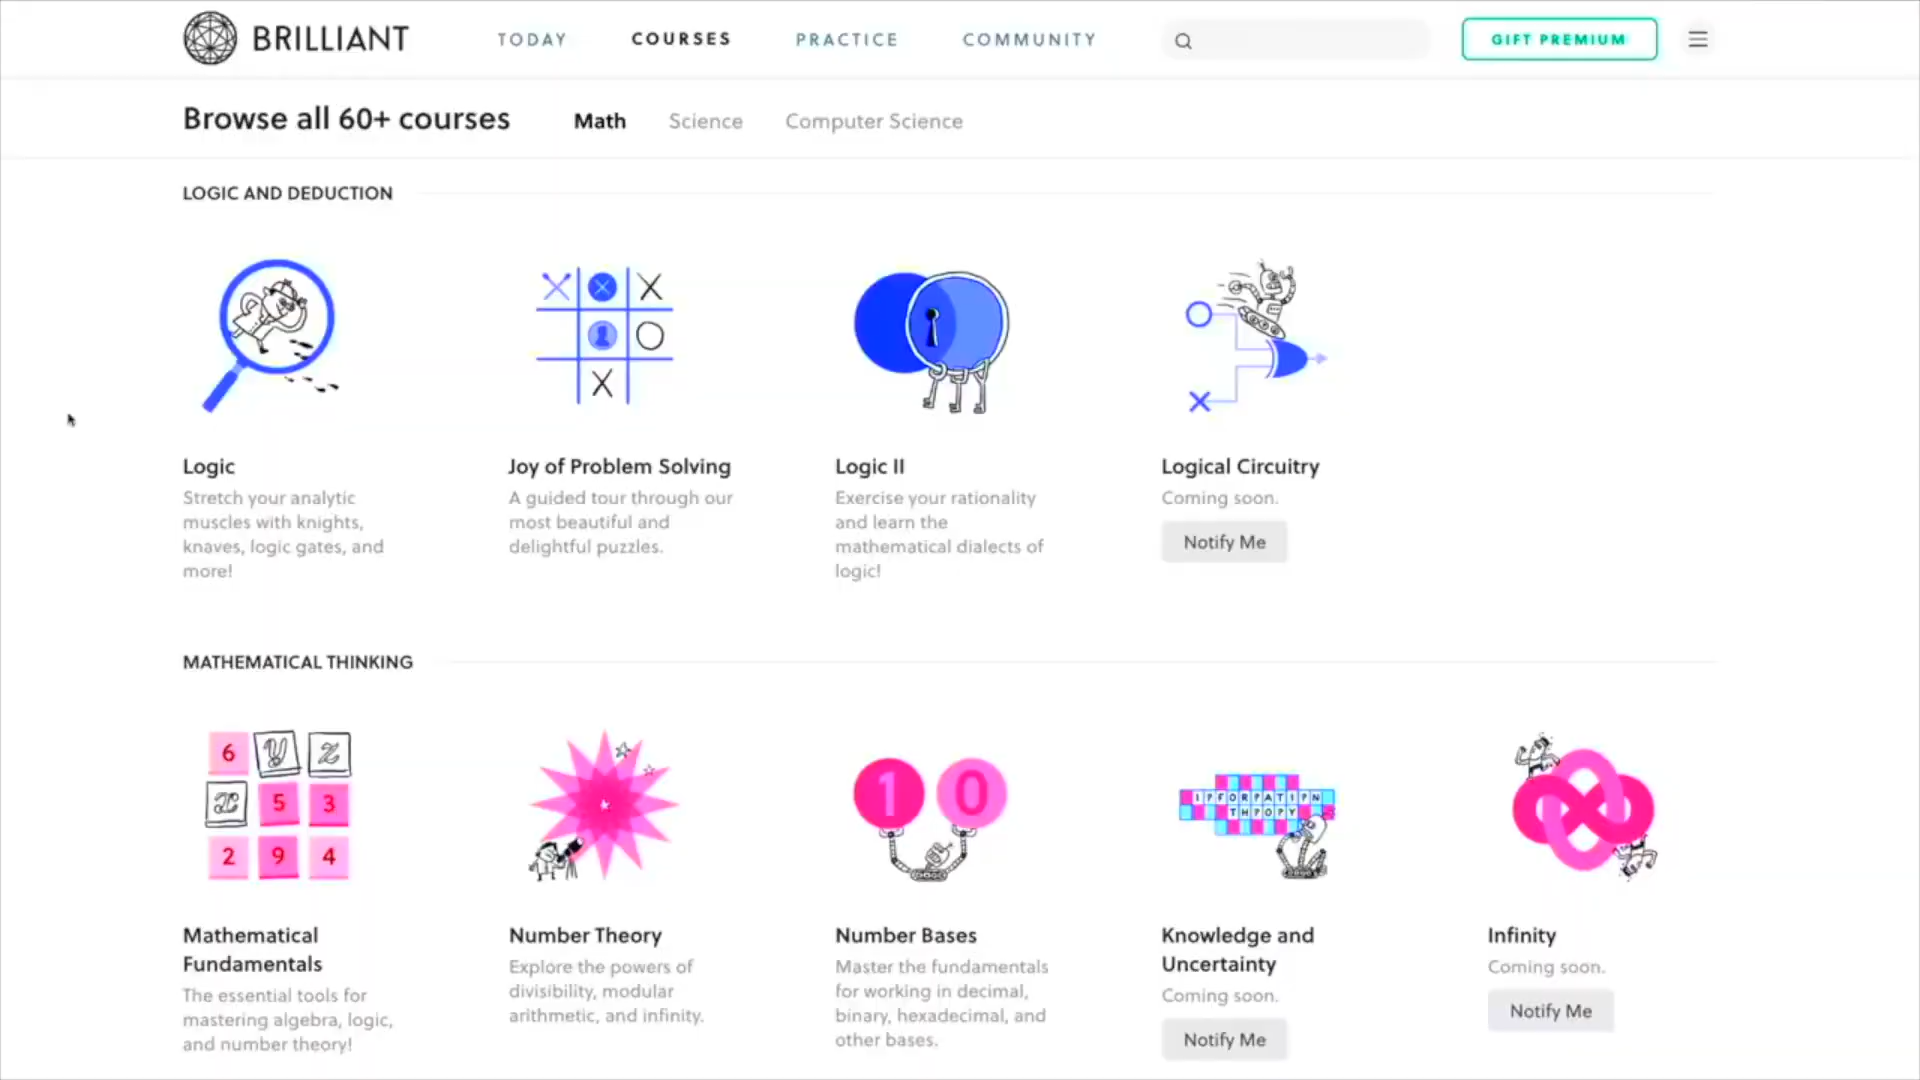 BRILLIANT
TODAY
COURSES
PRACTICE
COMMUNITY
GIFT PREMIUM
Browse all 60+ courses
Math
Science
Computer Science
LOGIC AND DEDUCTION
Logic
Stretch your analytic
muscles with knights,
knaves, logic gates, and
more!
Joy of Problem Solving
A guided tour through our
most beautiful and
delightful puzzles.
Logic II
Exercise your rationality
and learn the
mathematical dialects of
logic!
Logical Circuitry
Coming soon.
Notify Me
MATHEMATICAL THINKING
6 y z
x 5 3
2 9 4
1 0
THPOPY
Mathematical
Fundamentals
The essential tools for
mastering algebra, logic,
and number theory!
Number Theory
Explore the powers of
divisibility, modular
arithmetic, and infinity.
Number Bases
Master the fundamentals
for working in decimal,
binary, hexadecimal, and
other bases.
Knowledge and
Uncertainty
Coming soon.
Notify Me
Infinity
Coming soon.
Notify Me